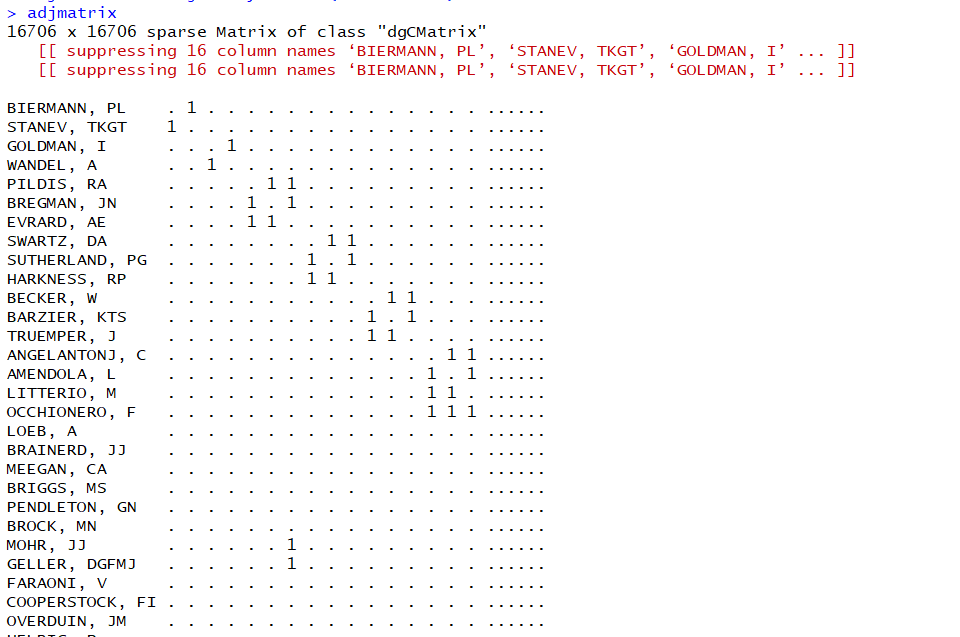 > adjmatrix
16706 x 16706 sparse Matrix of class "dgCMatrix"
[[ suppressing 16 column names ‘BIERMANN, PL’, ‘STANEV, TKGT’, ‘GOLDMAN, I’ ... ]]
[[ suppressing 16 column names ‘BIERMANN, PL’, ‘STANEV, TKGT’, ‘GOLDMAN, I’ ... ]]
BIERMANN, PL . 1 . . . . . . . . . . . . . . ......
STANEV, TKGT 1 . . . . . . . . . . . . . . . ......
GOLDMAN, I . . . 1 . . . . . . . . . . . . ......
WANDEL, A . . 1 . . . . . . . . . . . . . ......
PILDIS, RA . . . . . 1 1 . . . . . . . . . ......
BREGMAN, JN . . . . 1 . 1 . . . . . . . . . ......
EVRARD, AE . . . . 1 1 . . . . . . . . . . ......
SWARTZ, DA . . . . . . . . 1 1 . . . . . . ......
SUTHERLAND, PG . . . . . . . 1 . 1 . . . . . . ......
HARKNESS, RP . . . . . . . 1 1 . . . . . . . ......
BECKER, W . . . . . . . . . . . 1 1 . . . ......
BARZIER, KTS . . . . . . . . . . 1 . 1 . . . ......
TRUEMPER, J . . . . . . . . . . 1 1 . . . . ......
ANGELANTONJ, C . . . . . . . . . . . . . . 1 1 ......
AMENDOLA, L . . . . . . . . . . . . . 1 . 1 ......
LITTERIO, M . . . . . . . . . . . . . 1 1 . ......
OCCHIONERO, F . . . . . . . . . . . . . 1 1 1 ......
LOEB, A . . . . . . . . . . . . . . . . ......
BRAINERD, JJ . . . . . . . . . . . . . . . . ......
MEEGAN, CA . . . . . . . . . . . . . . . . ......
BRIGGS, MS . . . . . . . . . . . . . . . . ......
PENDLETON, GN . . . . . . . . . . . . . . . . ......
BROCK, MN . . . . . . . . . . . . . . . . ......
MOHR, JJ . . . . . . 1 . . . . . . . . . ......
GELLER, DGFMJ . . . . . . 1 . . . . . . . . . ......
FARAONI, V . . . . . . . . . . . . . . . . ......
COOPERSTOCK, FI . . . . . . . . . . . . . . . . ......
OVERDUIN, JM . . . . . . . . . . . . . . . . ......